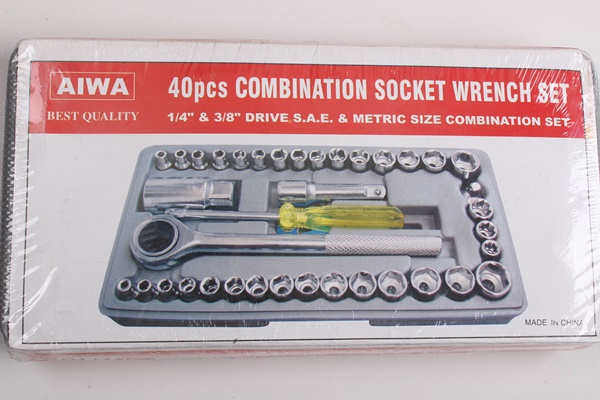 AIWA
BEST QUALITY
40pcs COMBINATION SOCKET WRENCH SET
1/4" & 3/8" DRIVE S.A.E. & METRIC SIZE COMBINATION SET
MADE IN CHINA